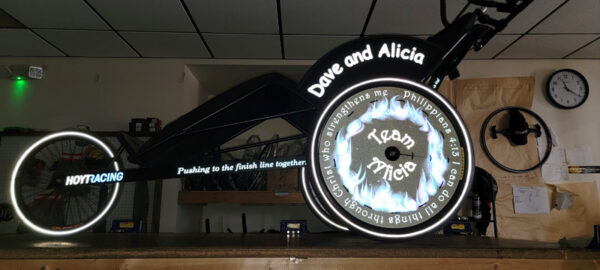 Dave and Alicia
Philippians 4:13 I can do all things through Christ who strengthens me
Team
Alicia
HOYTRACING
Pushing to the finish line together.